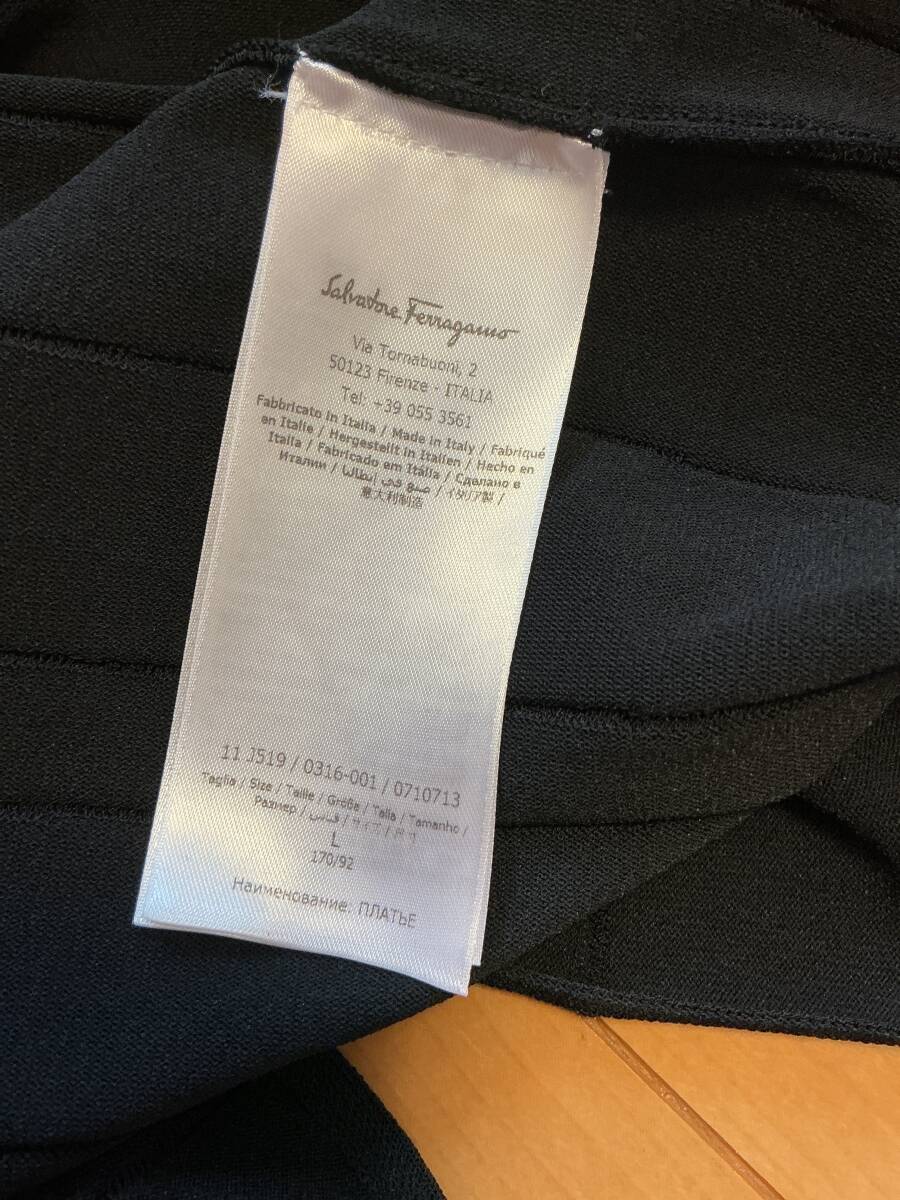 Salvatore Ferragamo
Via Tornabuoni, 2
50123 Firenze - ITALIA
Tel: +39 055 3561
Fabbricato in Italia / Made in Italy / Fabriqué
en Italie / Hergestellt in Italien / Hecho en
Italia / Fabricado em Itália / Сделано в
Италии / صنع في إيطاليا / イタリア製 /
意大利制造
11 J519 / 0316-001 / 0710713
Taglia / Size / Taille / Größe / Talla / Tamanho /
Размер / قياس / サイズ / 尺寸
L
170/92
Наименование: ПЛАТЬЕ